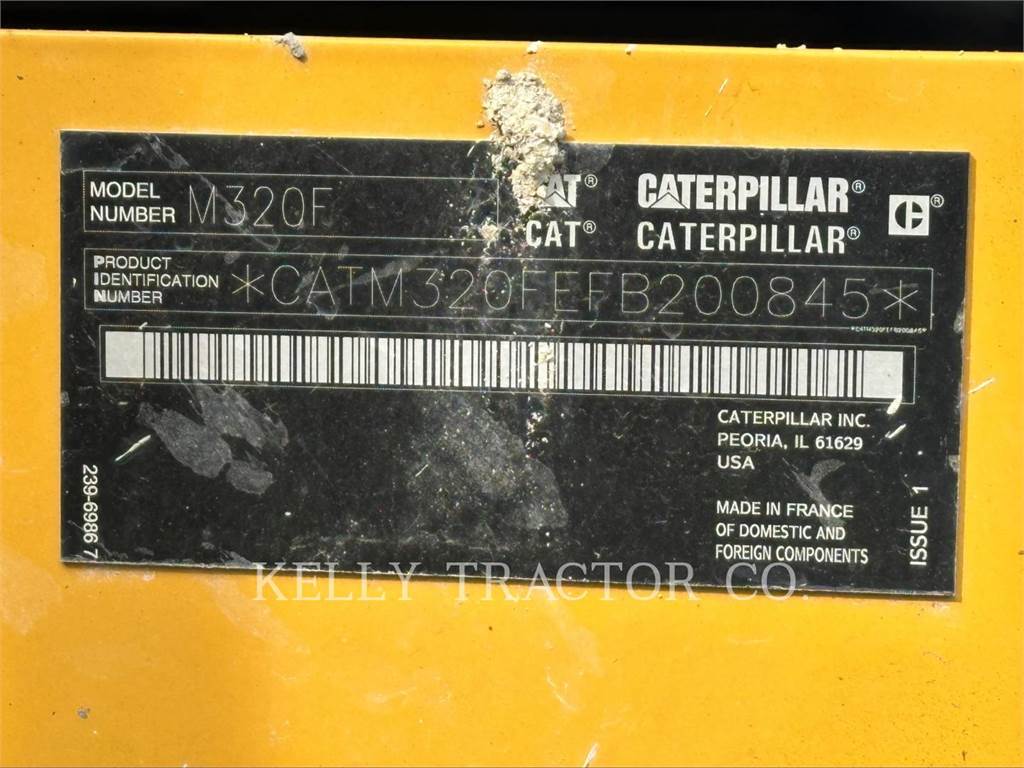 MODEL
NUMBER M320F
CAT® CATERPILLAR® C®
CAT® CATERPILLAR®
PRODUCT
IDENTIFICATION
NUMBER *CATM320FEFB200845*
*CATM320FEFB200845*
CATERPILLAR INC.
PEORIA, IL 61629
USA
MADE IN FRANCE
OF DOMESTIC AND
FOREIGN COMPONENTS
239-6986 7
ISSUE 1
KELLY TRACTOR CO.